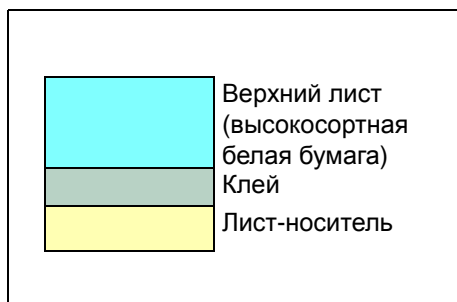 Верхний лист
(высокосортная
белая бумага)
Клей
Лист-носитель